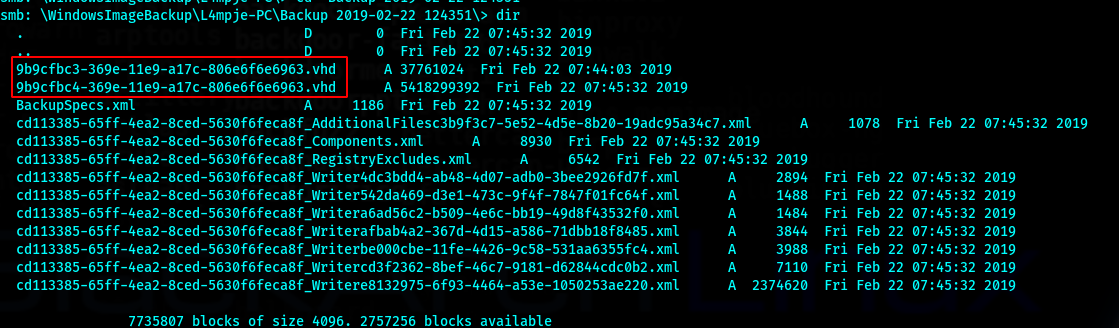 smb: \WindowsImageBackup\L4mpje-PC\Backup 2019-02-22 124351\> dir
. D 0 Fri Feb 22 07:45:32 2019
.. D 0 Fri Feb 22 07:45:32 2019
9b9cfbc3-369e-11e9-a17c-806e6f6e6963.vhd A 37761024 Fri Feb 22 07:44:03 2019
9b9cfbc4-369e-11e9-a17c-806e6f6e6963.vhd A 5418299392 Fri Feb 22 07:45:32 2019
BackupSpecs.xml A 1186 Fri Feb 22 07:45:32 2019
cd113385-65ff-4ea2-8ced-5630f6feca8f_AdditionalFilesc3b9f3c7-5e52-4d5e-8b20-19adc95a34c7.xml A 1078 Fri Feb 22 07:45:32 2019
cd113385-65ff-4ea2-8ced-5630f6feca8f_Components.xml A 8930 Fri Feb 22 07:45:32 2019
cd113385-65ff-4ea2-8ced-5630f6feca8f_RegistryExcludes.xml A 6542 Fri Feb 22 07:45:32 2019
cd113385-65ff-4ea2-8ced-5630f6feca8f_Writer4dc3bdd4-ab48-4d07-adb0-3bee2926fd7f.xml A 2894 Fri Feb 22 07:45:32 2019
cd113385-65ff-4ea2-8ced-5630f6feca8f_Writer542da469-d3e1-473c-9f4f-7847f01fc64f.xml A 1488 Fri Feb 22 07:45:32 2019
cd113385-65ff-4ea2-8ced-5630f6feca8f_Writera6ad56c2-b509-4e6c-bb19-49d8f43532f0.xml A 1484 Fri Feb 22 07:45:32 2019
cd113385-65ff-4ea2-8ced-5630f6feca8f_Writerafbab4a2-367d-4d15-a586-71dbb18f8485.xml A 3844 Fri Feb 22 07:45:32 2019
cd113385-65ff-4ea2-8ced-5630f6feca8f_Writerbe000cbe-11fe-4426-9c58-531aa6355fc4.xml A 3988 Fri Feb 22 07:45:32 2019
cd113385-65ff-4ea2-8ced-5630f6feca8f_Writercd3f2362-8bef-46c7-9181-d62844cdc0b2.xml A 7110 Fri Feb 22 07:45:32 2019
cd113385-65ff-4ea2-8ced-5630f6feca8f_Writere8132975-6f93-4464-a53e-1050253ae220.xml A 2374620 Fri Feb 22 07:45:32 2019
7735807 blocks of size 4096. 2757256 blocks available